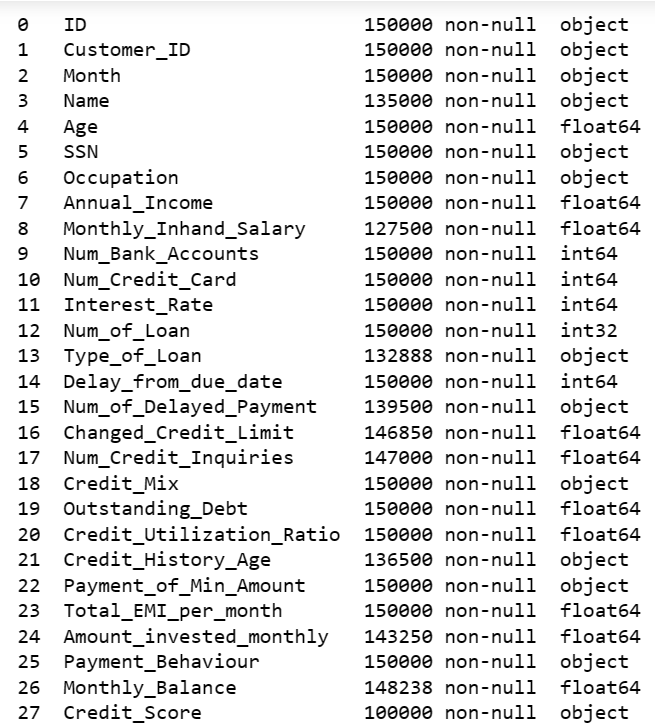 0 ID 150000 non-null object
1 Customer_ID 150000 non-null object
2 Month 150000 non-null object
3 Name 135000 non-null object
4 Age 150000 non-null float64
5 SSN 150000 non-null object
6 Occupation 150000 non-null object
7 Annual_Income 150000 non-null float64
8 Monthly_Inhand_Salary 127500 non-null float64
9 Num_Bank_Accounts 150000 non-null int64
10 Num_Credit_Card 150000 non-null int64
11 Interest_Rate 150000 non-null int64
12 Num_of_Loan 150000 non-null int32
13 Type_of_Loan 132888 non-null object
14 Delay_from_due_date 150000 non-null int64
15 Num_of_Delayed_Payment 139500 non-null object
16 Changed_Credit_Limit 146850 non-null float64
17 Num_Credit_Inquiries 147000 non-null float64
18 Credit_Mix 150000 non-null object
19 Outstanding_Debt 150000 non-null float64
20 Credit_Utilization_Ratio 150000 non-null float64
21 Credit_History_Age 136500 non-null object
22 Payment_of_Min_Amount 150000 non-null object
23 Total_EMI_per_month 150000 non-null float64
24 Amount_invested_monthly 143250 non-null float64
25 Payment_Behaviour 150000 non-null object
26 Monthly_Balance 148238 non-null float64
27 Credit_Score 100000 non-null object